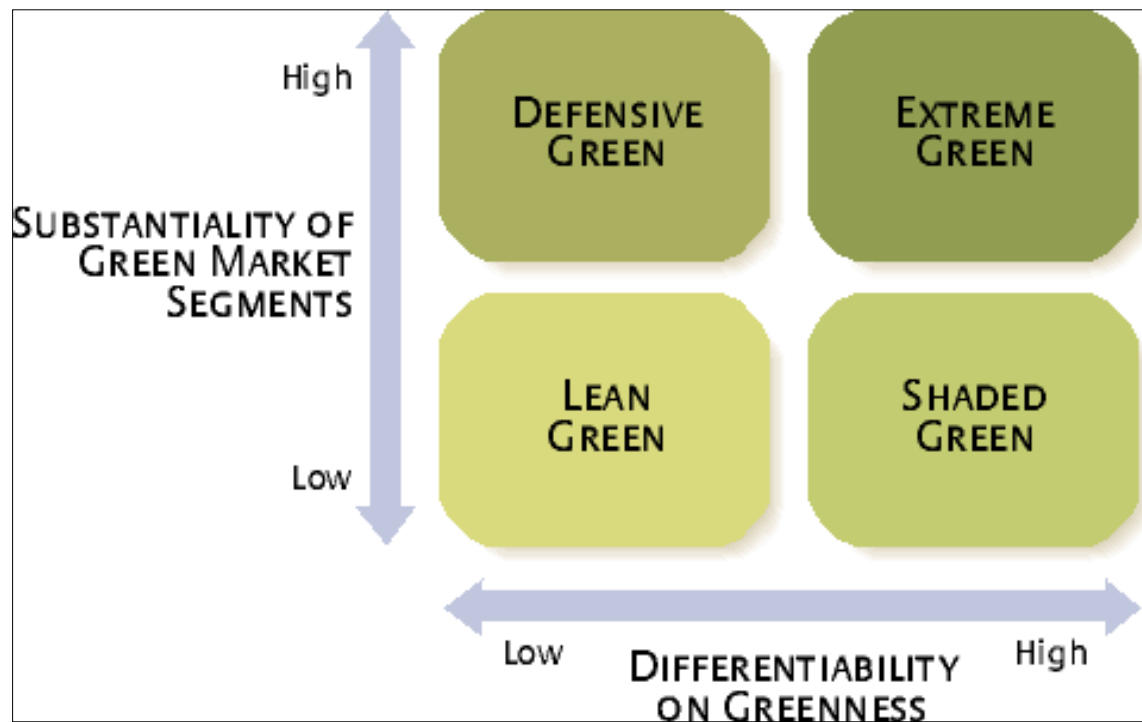 High
DEFENSIVE
GREEN
EXTREME
GREEN
SUBSTANTIALITY OF
GREEN MARKET
SEGMENTS
LEAN
GREEN
SHADED
GREEN
Low
Low
High
DIFFERENTIABILITY
ON GREENNESS